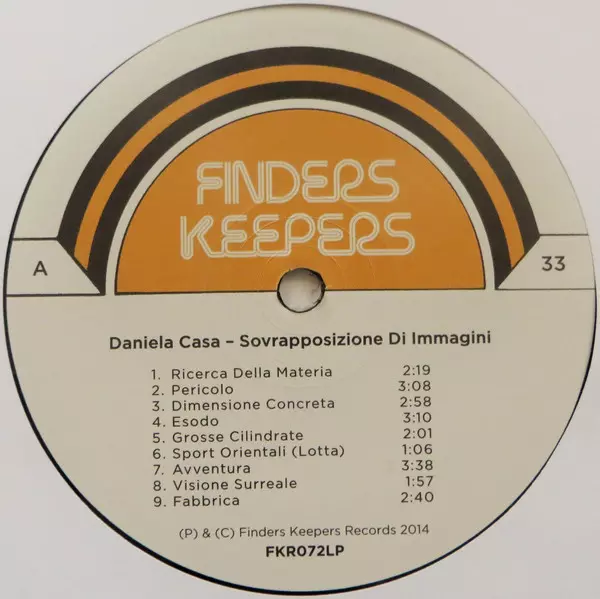 FINDERS
KEEPERS
A
33
Daniela Casa – Sovrapposizione Di Immagini
1. Ricerca Della Materia 2:19
2. Pericolo 3:08
3. Dimensione Concreta 2:58
4. Esodo 3:10
5. Grosse Cilindrate 2:01
6. Sport Orientali (Lotta) 1:06
7. Avventura 3:38
8. Visione Surreale 1:57
9. Fabbrica 2:40
(P) & (C) Finders Keepers Records 2014
FKR072LP